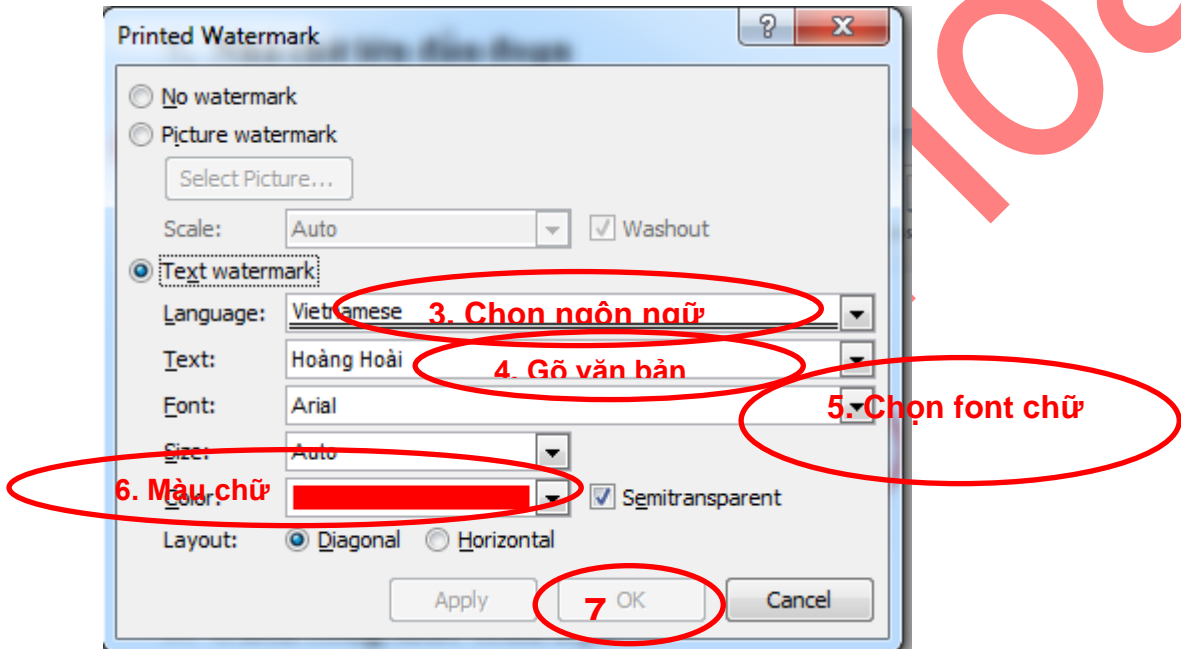 Printed Watermark
No watermark
Picture watermark
Select Picture...
Scale: Auto Washout
Text watermark
Language: Vietnamese 3. Chọn ngôn ngữ
Text: Hoàng Hoài 4. Gõ văn bản
Font: Arial 5. Chọn font chữ
Size: Auto
6. Màu chữ Color: Semitransparent
Layout: Diagonal Horizontal
Apply 7 OK Cancel